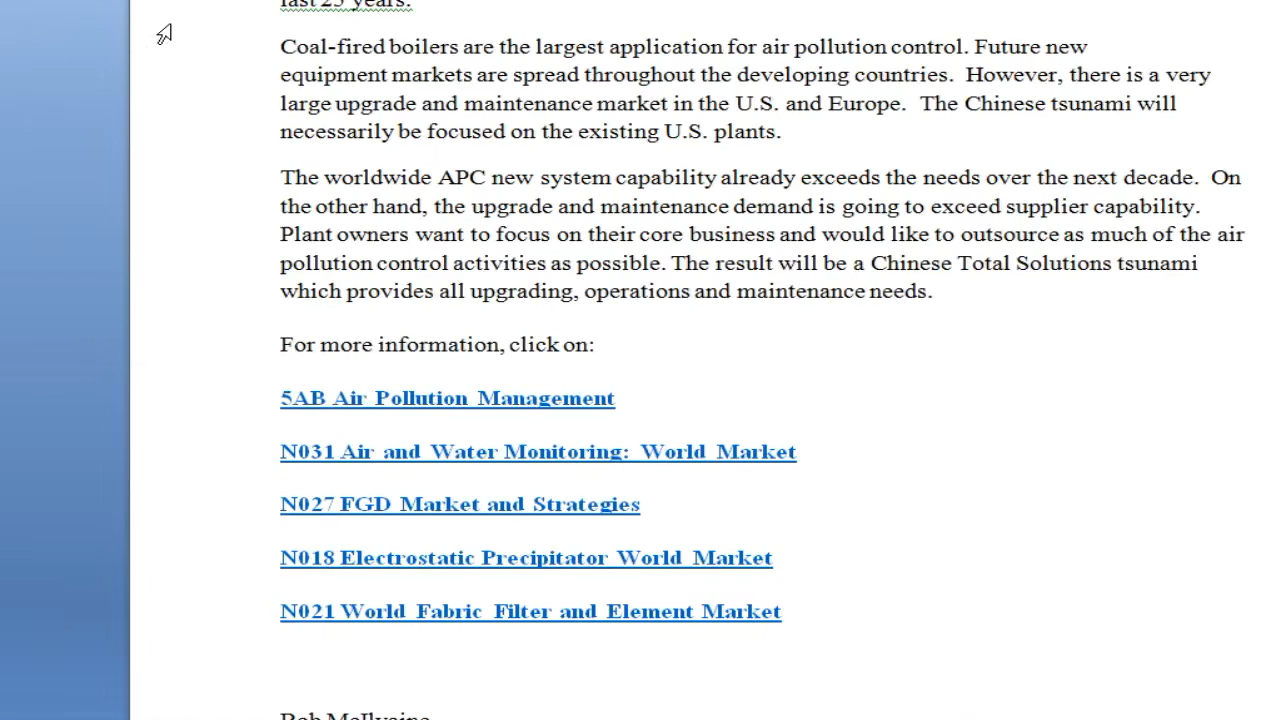 last 25 years.
Coal-fired boilers are the largest application for air pollution control. Future new
equipment markets are spread throughout the developing countries. However, there is a very
large upgrade and maintenance market in the U.S. and Europe. The Chinese tsunami will
necessarily be focused on the existing U.S. plants.
The worldwide APC new system capability already exceeds the needs over the next decade. On
the other hand, the upgrade and maintenance demand is going to exceed supplier capability.
Plant owners want to focus on their core business and would like to outsource as much of the air
pollution control activities as possible. The result will be a Chinese Total Solutions tsunami
which provides all upgrading, operations and maintenance needs.
For more information, click on:
5AB Air Pollution Management
N031 Air and Water Monitoring: World Market
N027 FGD Market and Strategies
N018 Electrostatic Precipitator World Market
N021 World Fabric Filter and Element Market
Bob McIlvaine